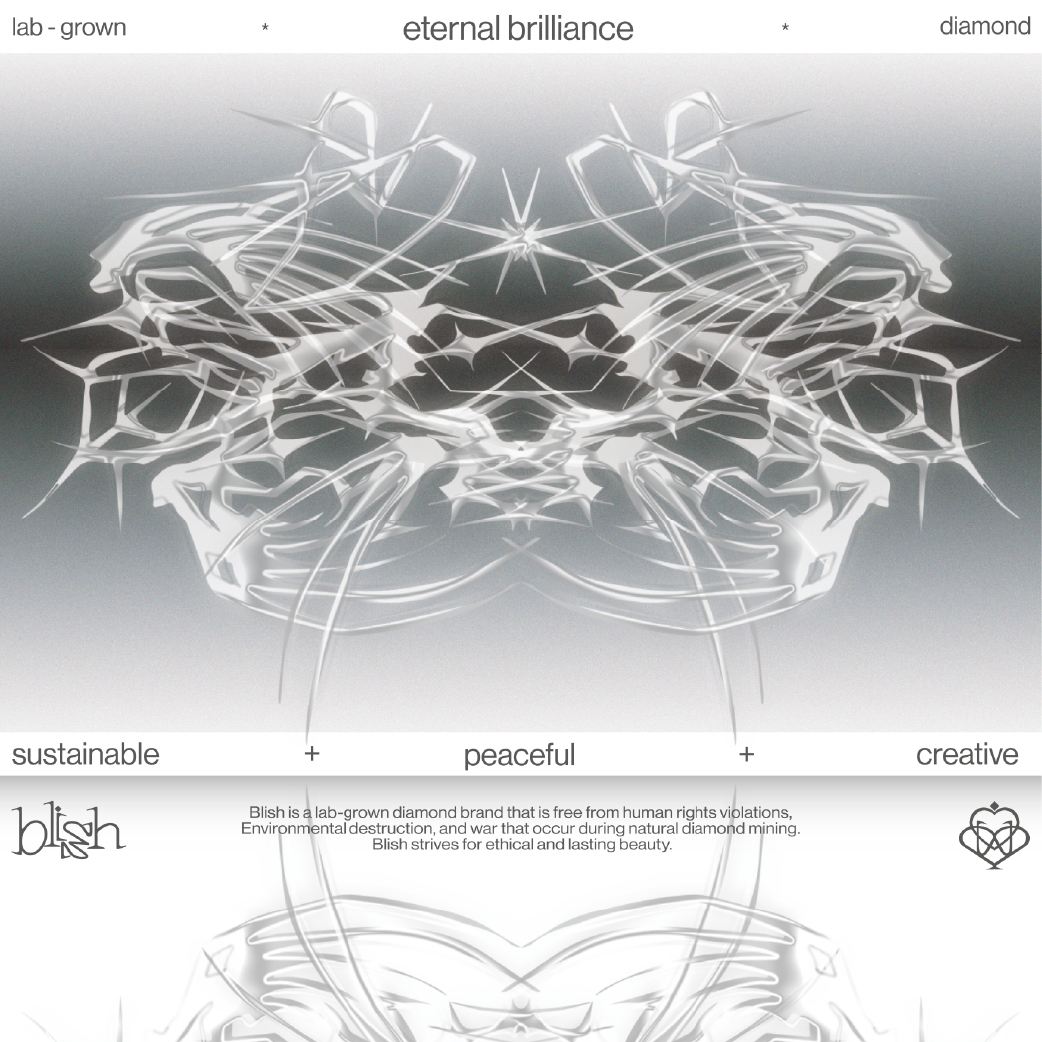 lab - grown * eternal brilliance * diamond
sustainable + peaceful + creative
blish
Blish is a lab-grown diamond brand that is free from human rights violations,
Environmental destruction, and war that occur during natural diamond mining.
Blish strives for ethical and lasting beauty.